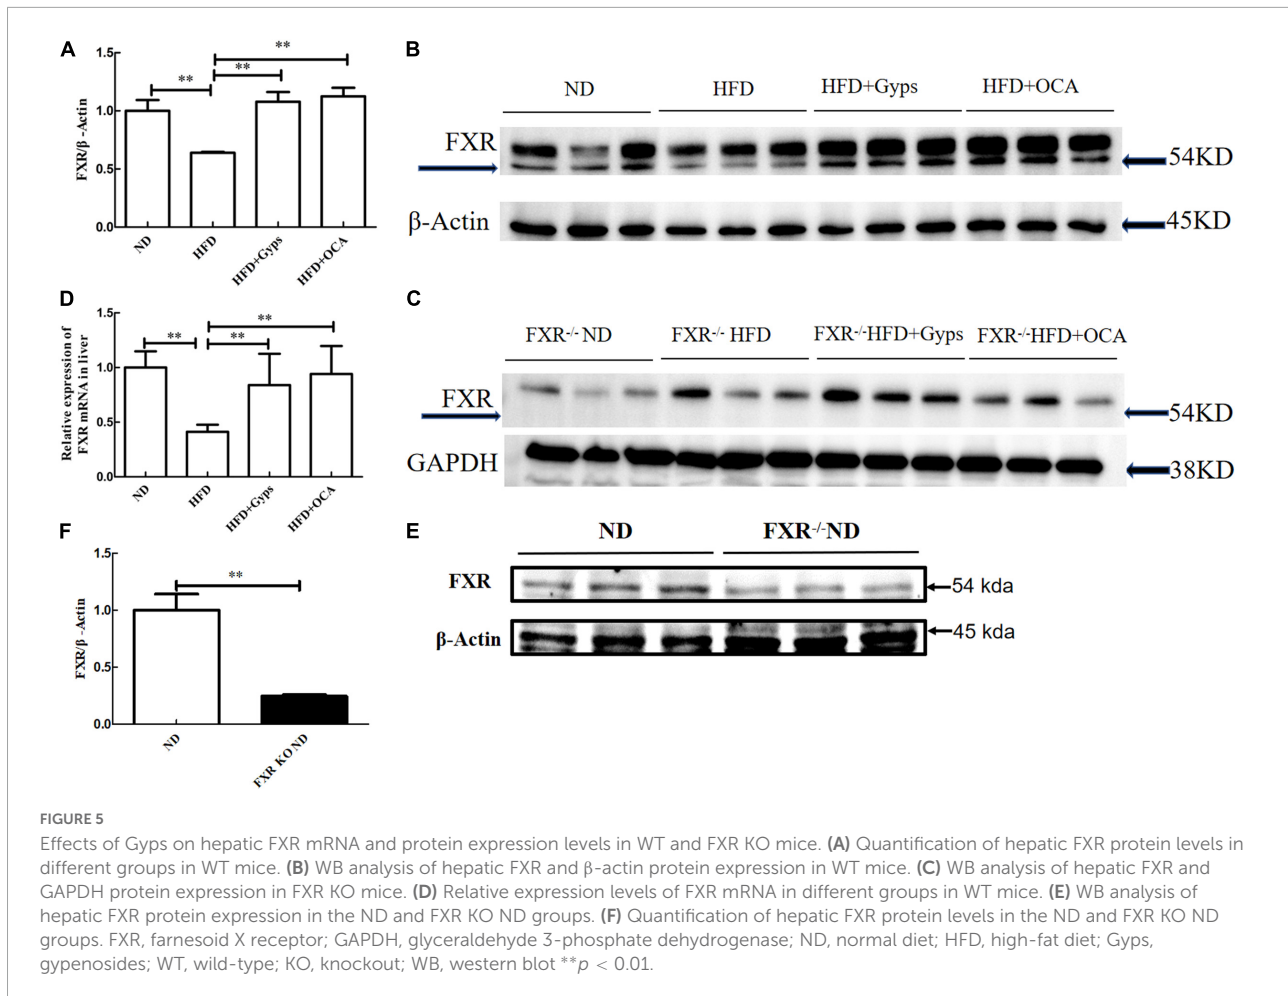 A
1.5
1.0
0.5
0.0
FXR/β -Actin
**
**
**
ND
HFD
HFD+Gyps
HFD+OCA
B
ND
HFD
HFD+Gyps
HFD+OCA
FXR
54KD
β-Actin
45KD
D
1.5
1.0
0.5
0.0
Relative expression of
FXR mRNA in liver
**
**
**
ND
HFD
HFD+Gyps
HFD+OCA
C
FXR-/- ND
FXR-/- HFD
FXR-/-HFD+Gyps
FXR-/-HFD+OCA
FXR
54KD
GAPDH
38KD
F
1.5
1.0
0.5
0.0
FXR/β -Actin
**
ND
FXR KO ND
E
ND
FXR-/-ND
FXR
54 kda
β-Actin
45 kda
FIGURE 5
Effects of Gyps on hepatic FXR mRNA and protein expression levels in WT and FXR KO mice. (A) Quantification of hepatic FXR protein levels in
different groups in WT mice. (B) WB analysis of hepatic FXR and β-actin protein expression in WT mice. (C) WB analysis of hepatic FXR and
GAPDH protein expression in FXR KO mice. (D) Relative expression levels of FXR mRNA in different groups in WT mice. (E) WB analysis of
hepatic FXR protein expression in the ND and FXR KO ND groups. (F) Quantification of hepatic FXR protein levels in the ND and FXR KO ND
groups. FXR, farnesoid X receptor; GAPDH, glyceraldehyde 3-phosphate dehydrogenase; ND, normal diet; HFD, high-fat diet; Gyps,
gypenosides; WT, wild-type; KO, knockout; WB, western blot **p < 0.01.